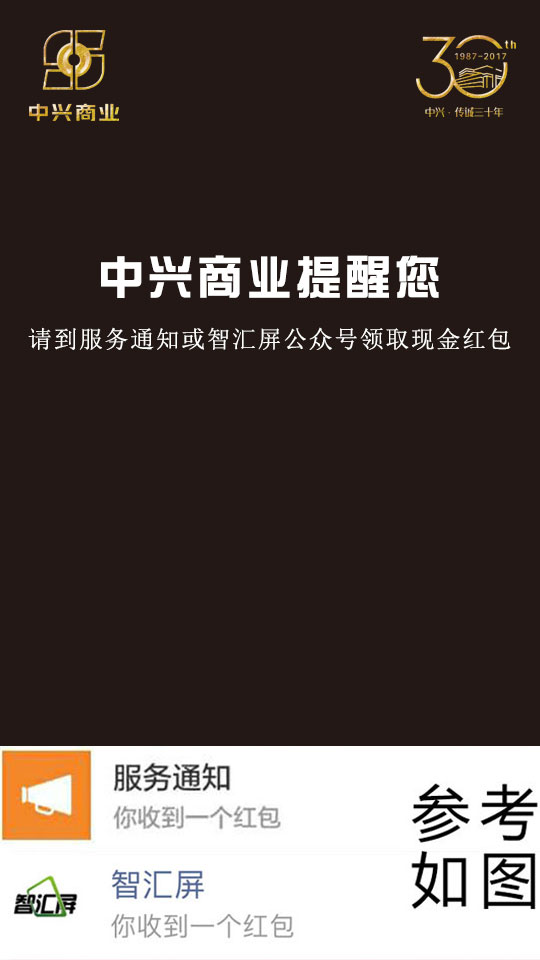 中兴商业
30th
1987-2017
中兴·传诚三十年
中兴商业提醒您
请到服务通知或智汇屏公众号领取现金红包
服务通知
你收到一个红包
参考
如图
智汇屏
智汇屏
你收到一个红包